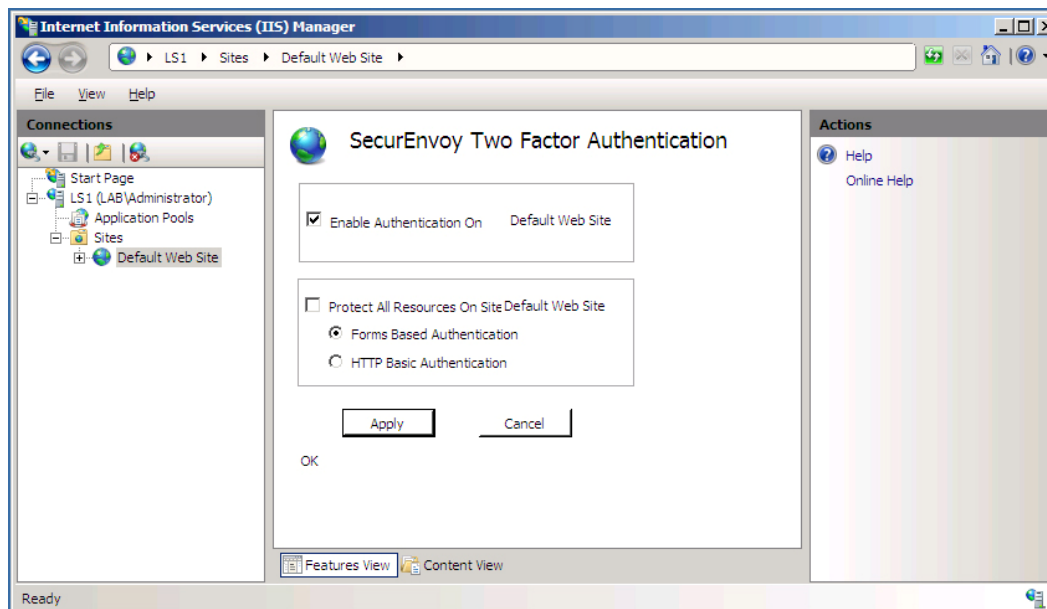 Internet Information Services (IIS) Manager
LS1 Sites Default Web Site
File View Help
Connections
Start Page
LS1 (LAB\Administrator)
Application Pools
Sites
Default Web Site
SecurEnvoy Two Factor Authentication
Enable Authentication On Default Web Site
Protect All Resources On Site Default Web Site
Forms Based Authentication
HTTP Basic Authentication
Apply Cancel
OK
Features View Content View
Actions
Help
Online Help
Ready